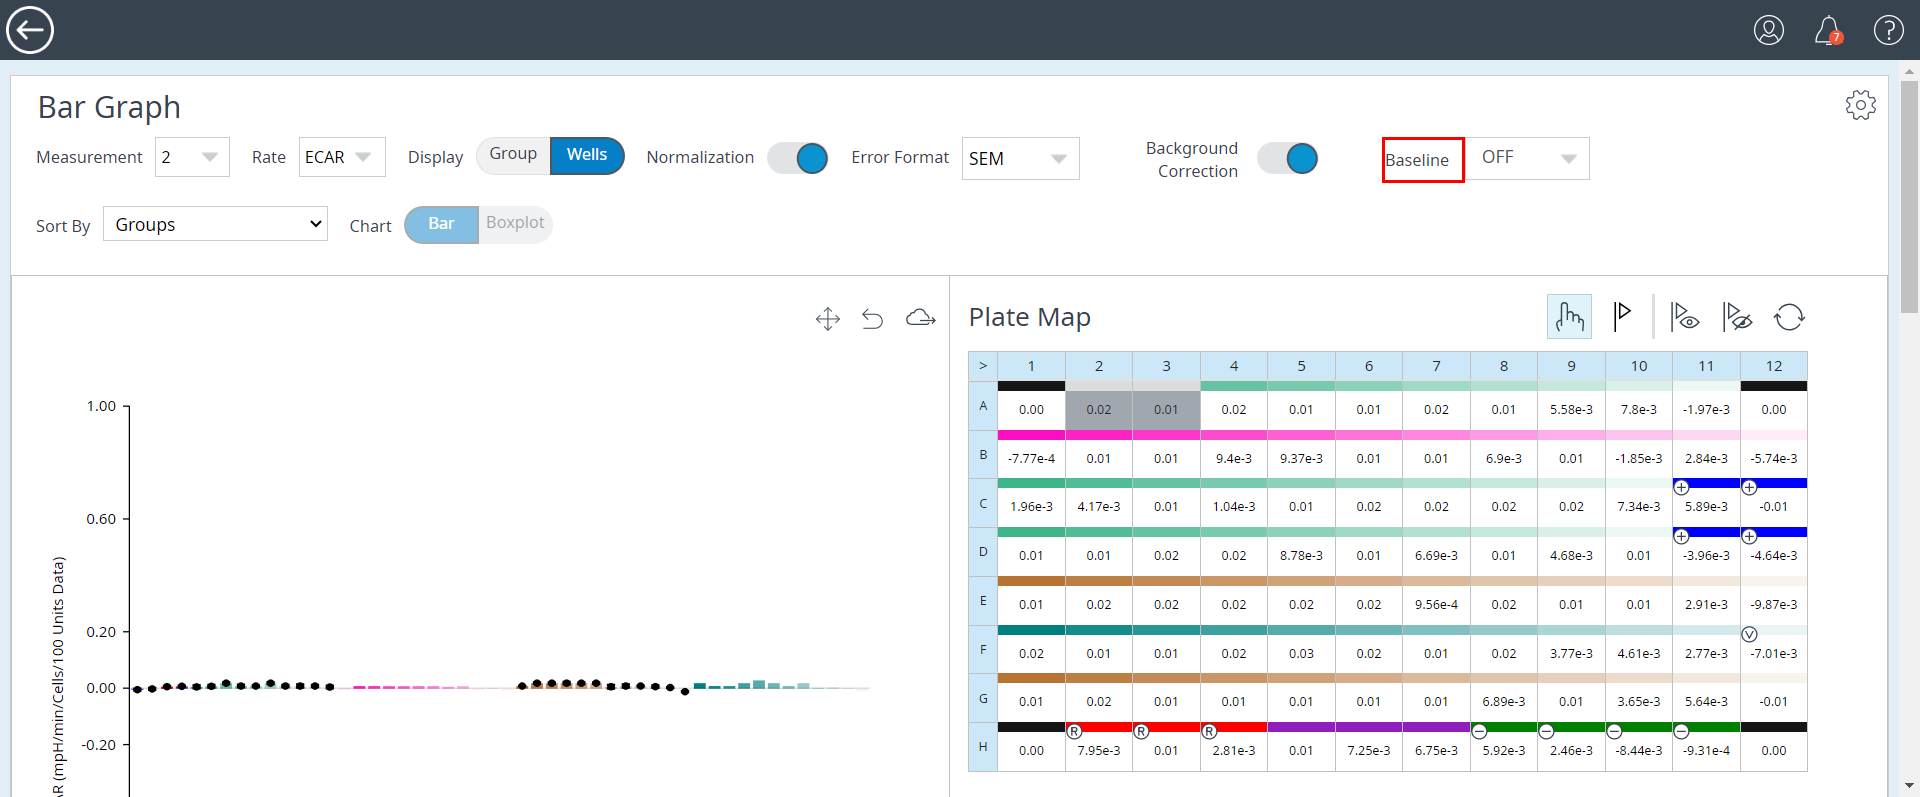 7
Bar Graph
Measurement 2 Rate ECAR Display Group Wells Normalization Error Format SEM Background Correction Baseline OFF
Sort By Groups Chart Bar Boxplot
1.00
0.60
0.20
0.00
-0.20
AR (mpH/min/Cells/100 Units Data)
Plate Map
> 1 2 3 4 5 6 7 8 9 10 11 12
A 0.00 0.02 0.01 0.02 0.01 0.01 0.02 0.01 5.58e-3 7.8e-3 -1.97e-3 0.00
B -7.77e-4 0.01 0.01 9.4e-3 9.37e-3 0.01 0.01 6.9e-3 0.01 -1.85e-3 2.84e-3 -5.74e-3
+ +
C 1.96e-3 4.17e-3 0.01 1.04e-3 0.01 0.02 0.02 0.02 0.02 7.34e-3 5.89e-3 -0.01
+ +
D 0.01 0.01 0.02 0.02 8.78e-3 0.01 6.69e-3 0.01 4.68e-3 0.01 -3.96e-3 -4.64e-3
E 0.01 0.02 0.02 0.02 0.02 0.02 9.56e-4 0.02 0.01 0.01 2.91e-3 -9.87e-3
V
F 0.02 0.01 0.01 0.02 0.03 0.02 0.01 0.02 3.77e-3 4.61e-3 2.77e-3 -7.01e-3
G 0.01 0.02 0.01 0.01 0.01 0.01 0.01 6.89e-3 0.01 3.65e-3 5.64e-3 -0.01
R R R − − − −
H 0.00 7.95e-3 0.01 2.81e-3 0.01 7.25e-3 6.75e-3 5.92e-3 2.46e-3 -8.44e-3 -9.31e-4 0.00